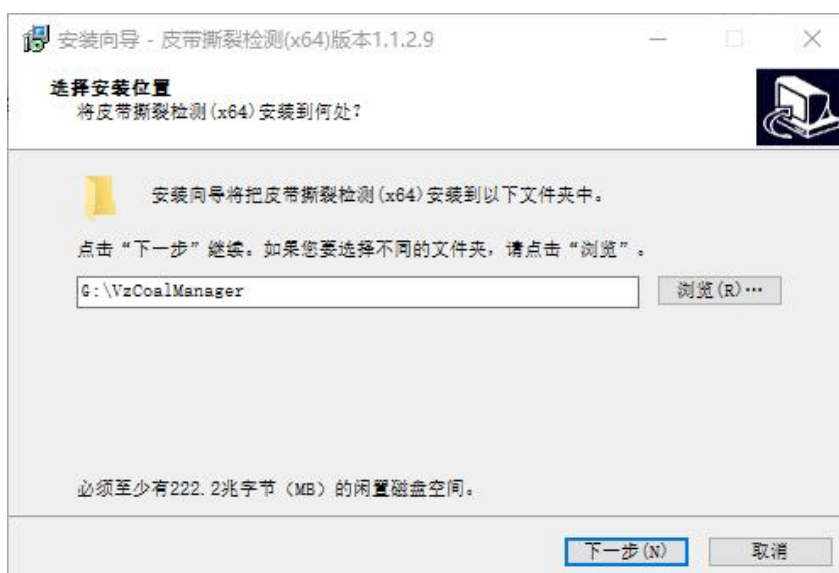 安装向导 - 皮带撕裂检测(x64)版本1.1.2.9
选择安装位置
将皮带撕裂检测(x64)安装到何处?
安装向导将把皮带撕裂检测(x64)安装到以下文件夹中。
点击“下一步”继续。如果您要选择不同的文件夹，请点击“浏览”。
G:\VzCoalManager
浏览(R)…
必须至少有222.2兆字节（MB）的闲置磁盘空间。
下一步(N)
取消